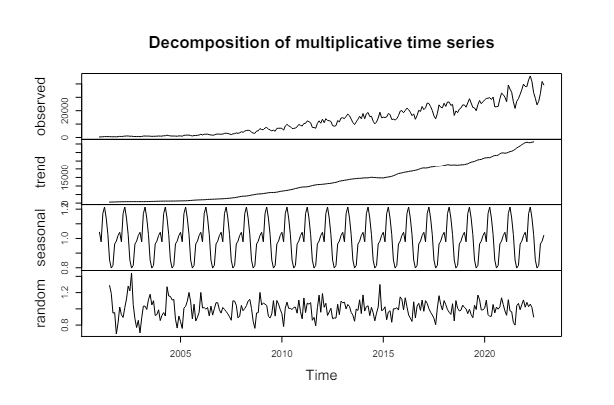 Decomposition of multiplicative time series
observed
0
20000
trend
15000
seasonal
0.8
1.0
1.2
random
0.8
1.2
2005
2010
2015
2020
Time